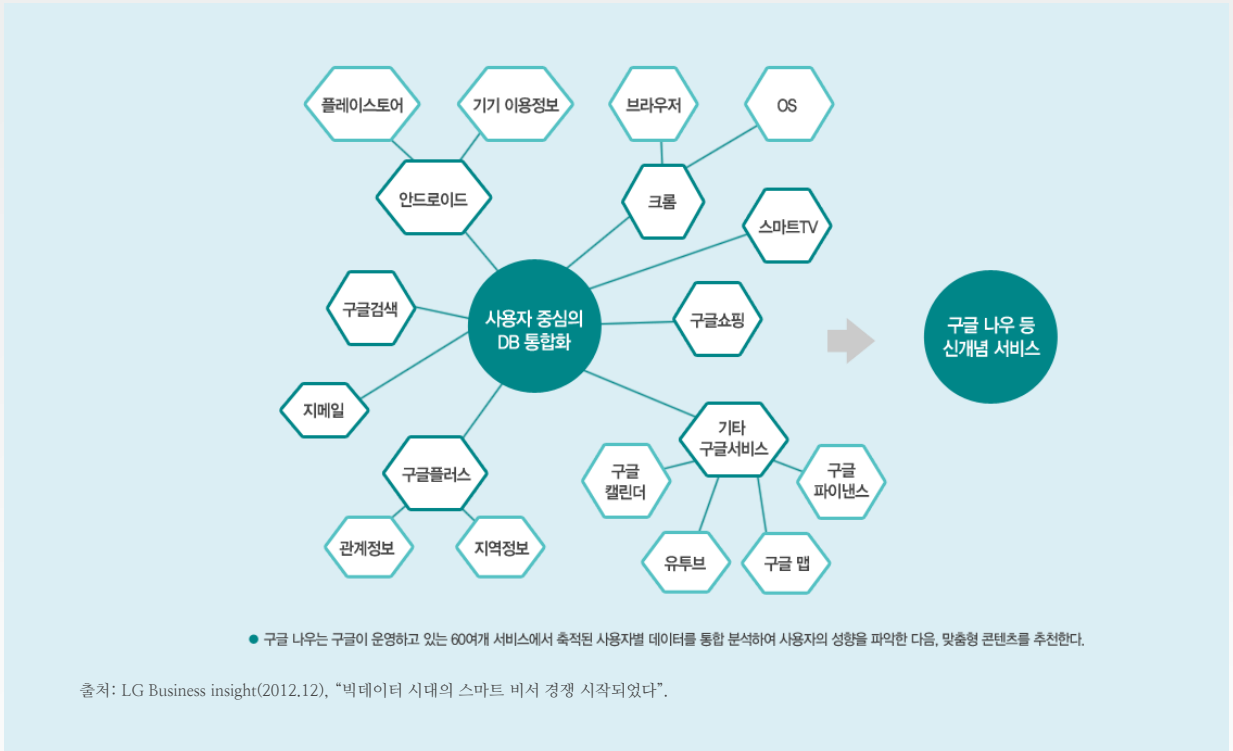 플레이스토어
기기 이용정보
브라우저
OS
안드로이드
크롬
스마트TV
구글검색
사용자 중심의
DB 통합화
구글쇼핑
구글 나우 등
신개념 서비스
지메일
기타
구글서비스
구글플러스
구글
캘린더
구글
파이낸스
관계정보
지역정보
유투브
구글 맵
● 구글 나우는 구글이 운영하고 있는 60여개 서비스에서 축적된 사용자별 데이터를 통합 분석하여 사용자의 성향을 파악한 다음, 맞춤형 콘텐츠를 추천한다.
출처: LG Business insight(2012.12), “빅데이터 시대의 스마트 비서 경쟁 시작되었다”.